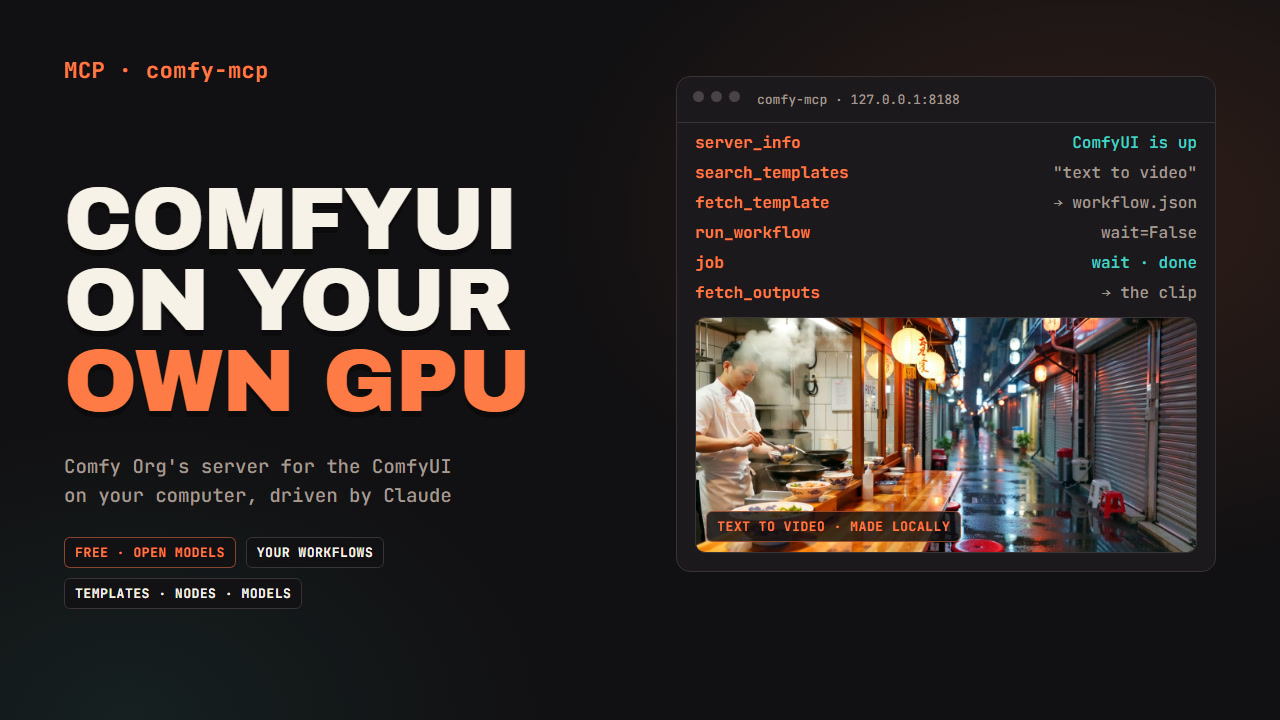 MCP · comfy-mcp
COMFYUI
ON YOUR
OWN GPU
Comfy Org's server for the ComfyUI
on your computer, driven by Claude
FREE · OPEN MODELS
YOUR WORKFLOWS
TEMPLATES · NODES · MODELS
comfy-mcp · 127.0.0.1:8188
server_info ComfyUI is up
search_templates "text to video"
fetch_template → workflow.json
run_workflow wait=False
job wait · done
fetch_outputs → the clip
TEXT TO VIDEO · MADE LOCALLY